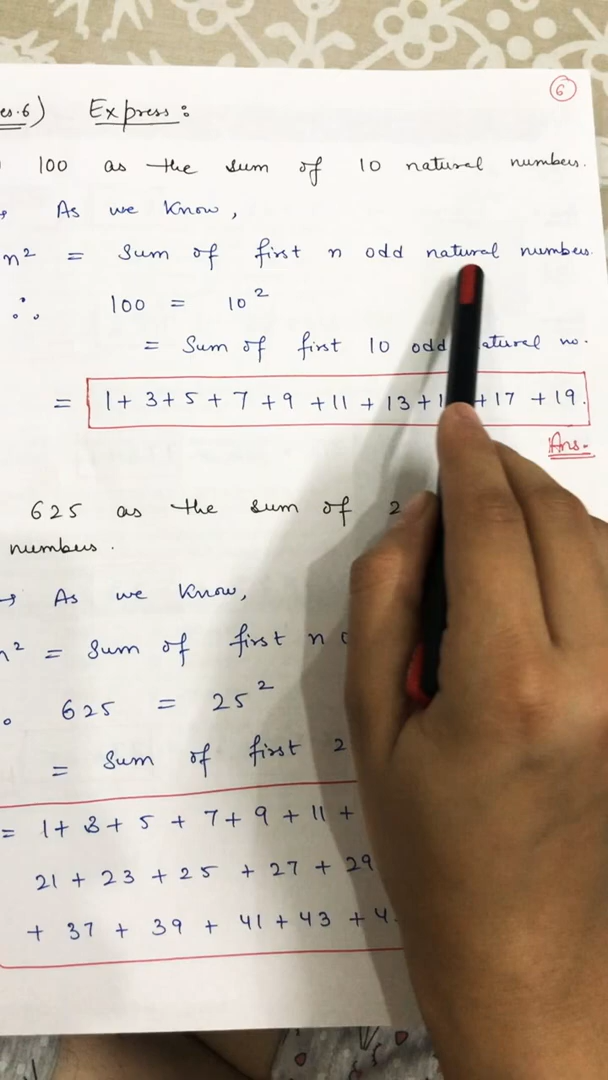 6
es.6) Express:
100 as the sum of 10 natural numbers.
As we know,
n² = Sum of first n odd natural numbers.
∴ 100 = 10²
= Sum of first 10 odd no.
= 1+ 3+ 5 + 7 +9 +11 + 13 + +17 +19.
Ans-
625 as the sum of 2
numbers.
→ As we know,
n² = Sum of first n
625 = 25²
= Sum of first 2
= 1+ 3+ 5 + 7+ 9 + 11 +
21 + 23 + 25 + 27 + 29
+ 37 + 39 + 41 + 43 + 4